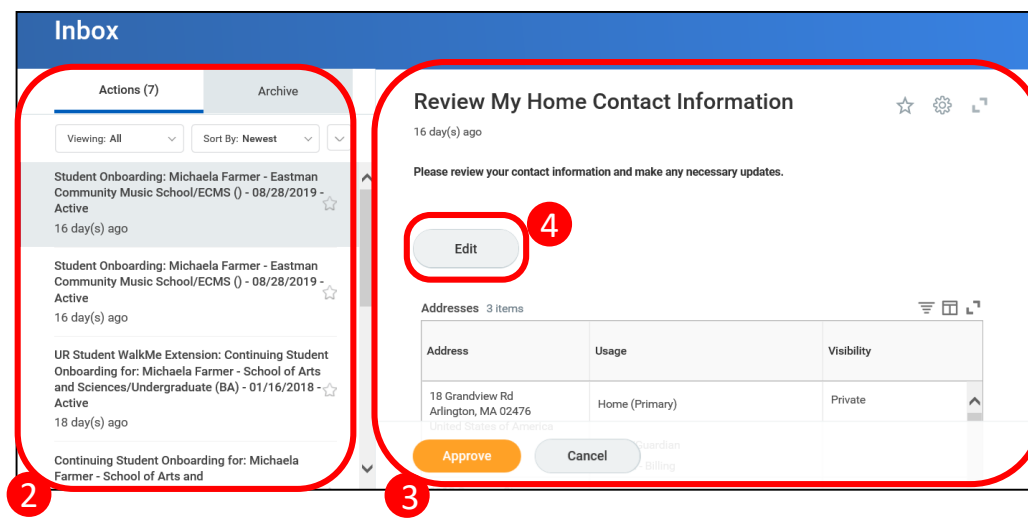 Inbox
Actions (7)
Archive
Viewing: All
Sort By: Newest
Student Onboarding: Michaela Farmer - Eastman
Community Music School/ECMS () - 08/28/2019 -
Active
16 day(s) ago
Student Onboarding: Michaela Farmer - Eastman
Community Music School/ECMS () - 08/28/2019 -
Active
16 day(s) ago
UR Student WalkMe Extension: Continuing Student
Onboarding for: Michaela Farmer - School of Arts
and Sciences/Undergraduate (BA) - 01/16/2018 -
Active
18 day(s) ago
Continuing Student Onboarding for: Michaela
Farmer - School of Arts and
2
Review My Home Contact Information
16 day(s) ago
Please review your contact information and make any necessary updates.
Edit
4
Addresses 3 items
Address
Usage
Visibility
18 Grandview Rd
Arlington, MA 02476
United States of America
Home (Primary)
Private
Guardian
- Billing
Approve
Cancel
3